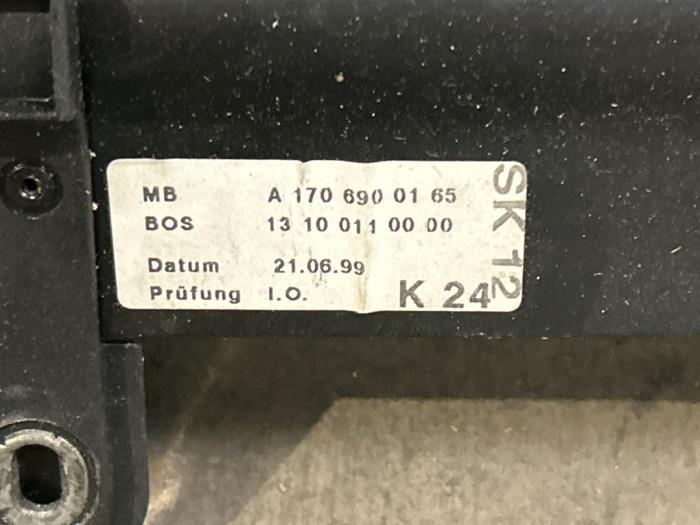 MB A 170 690 01 65
BOS 13 10 011 00 00
Datum 21.06.99
Prüfung I.O. K 24
SK 12